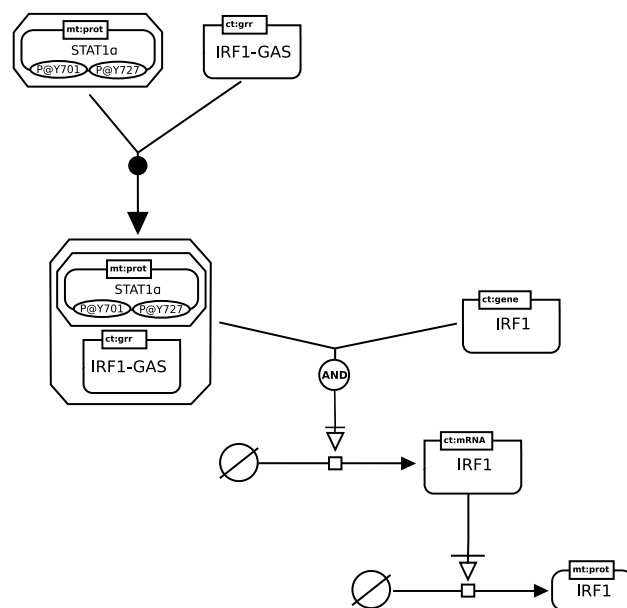 mt:prot
STAT1α
P@Y701 P@Y727
ct:grr
IRF1-GAS
mt:prot
STAT1α
P@Y701 P@Y727
ct:grr
IRF1-GAS
ct:gene
IRF1
AND
ct:mRNA
IRF1
mt:prot
IRF1